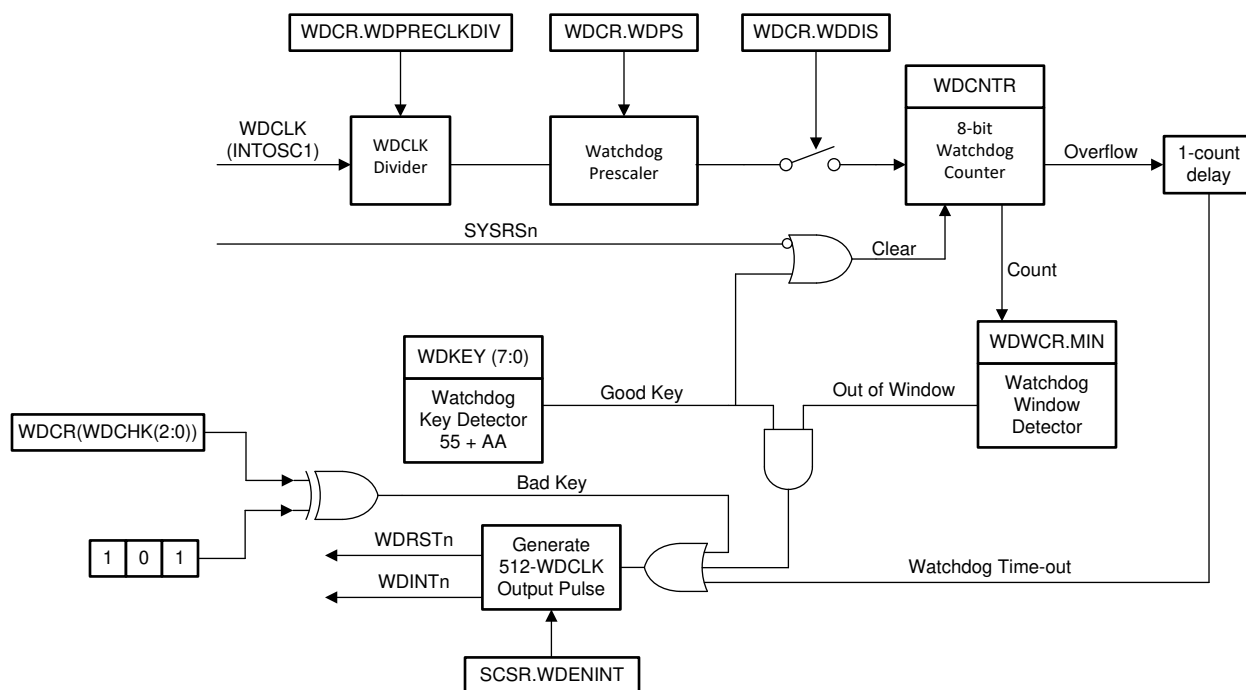 WDCR.WDPRECLKDIV
WDCR.WDPS
WDCR.WDDIS
WDCNTR
WDCLK
(INTOSC1)
WDCLK
Divider
Watchdog
Prescaler
8-bit
Watchdog
Counter
Overflow
1-count
delay
SYSRSn
Clear
Count
WDKEY (7:0)
Watchdog
Key Detector
55 + AA
Good Key
Out of Window
WDWCR.MIN
Watchdog
Window
Detector
WDCR(WDCHK(2:0))
Bad Key
1 0 1
WDRSTn
WDINTn
Generate
512-WDCLK
Output Pulse
Watchdog Time-out
SCSR.WDENINT